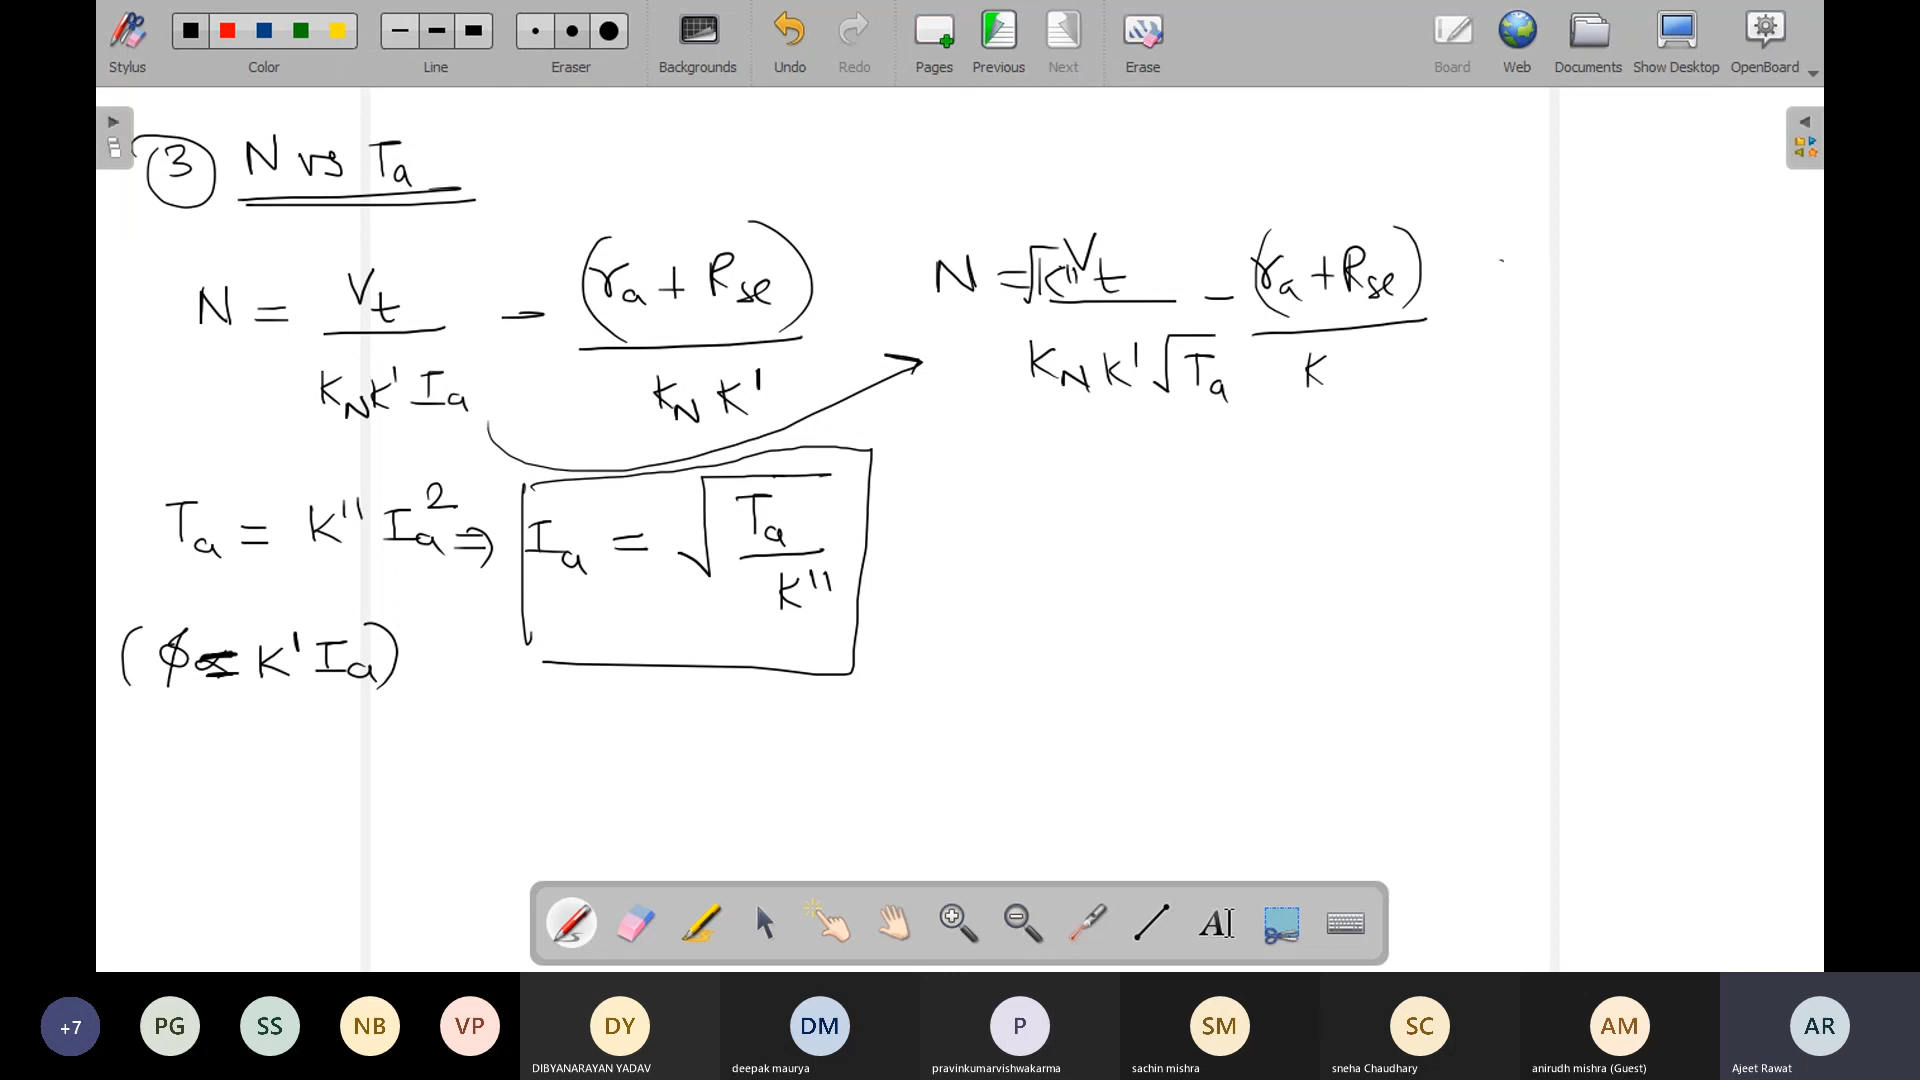 Stylus Color Line Eraser Backgrounds Undo Redo Pages Previous Next Erase Board Web Documents Show Desktop OpenBoard
③ N vs Ta
N = Vt / (KN K' Ia) - (ra + Rse) / (KN K')
N = √K'' Vt / (KN K' √Ta) - (ra + Rse) / K
Ta = K'' Ia² ⇒ Ia = √(Ta / K'')
(ϕ = K' Ia)
AI
+7 PG SS NB VP DY DM P SM SC AM AR
DIBYANARAYAN YADAV deepak maurya pravinkumarvishwakarma sachin mishra sneha Chaudhary anirudh mishra (Guest) Ajeet Rawat